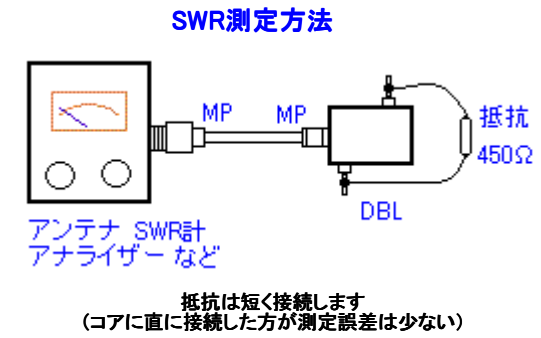 SWR測定方法
MP
MP
抵抗
450Ω
DBL
アンテナ SWR計
アナライザー など
抵抗は短く接続します
（コアに直に接続した方が測定誤差は少ない）